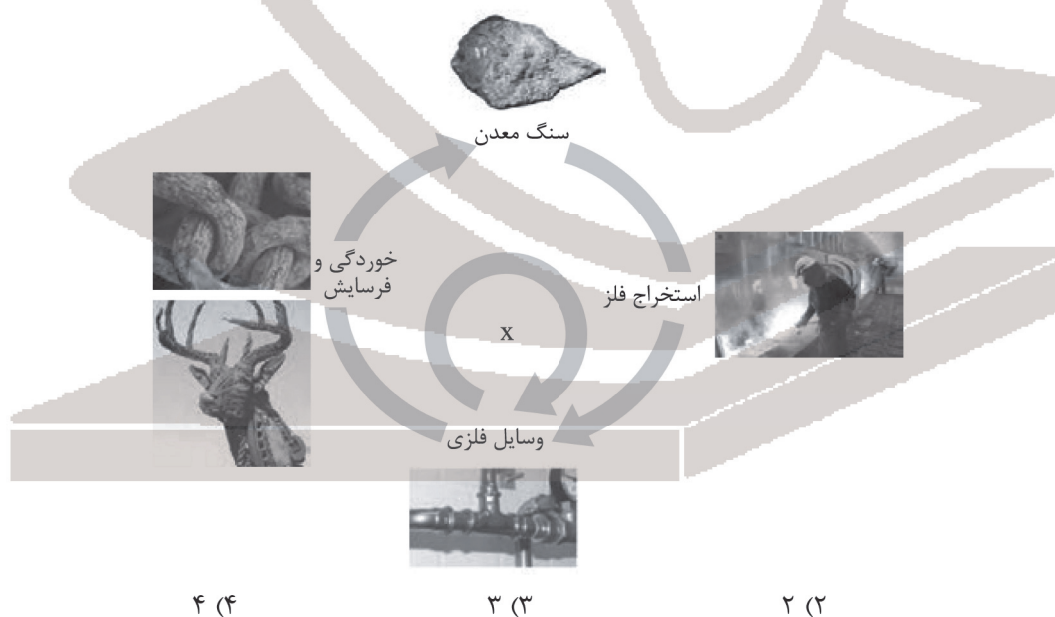 سنگ معدن
خوردگی و
فرسایش
استخراج فلز
x
وسایل فلزی
۲ (۲
۳ (۳
۴ (۴